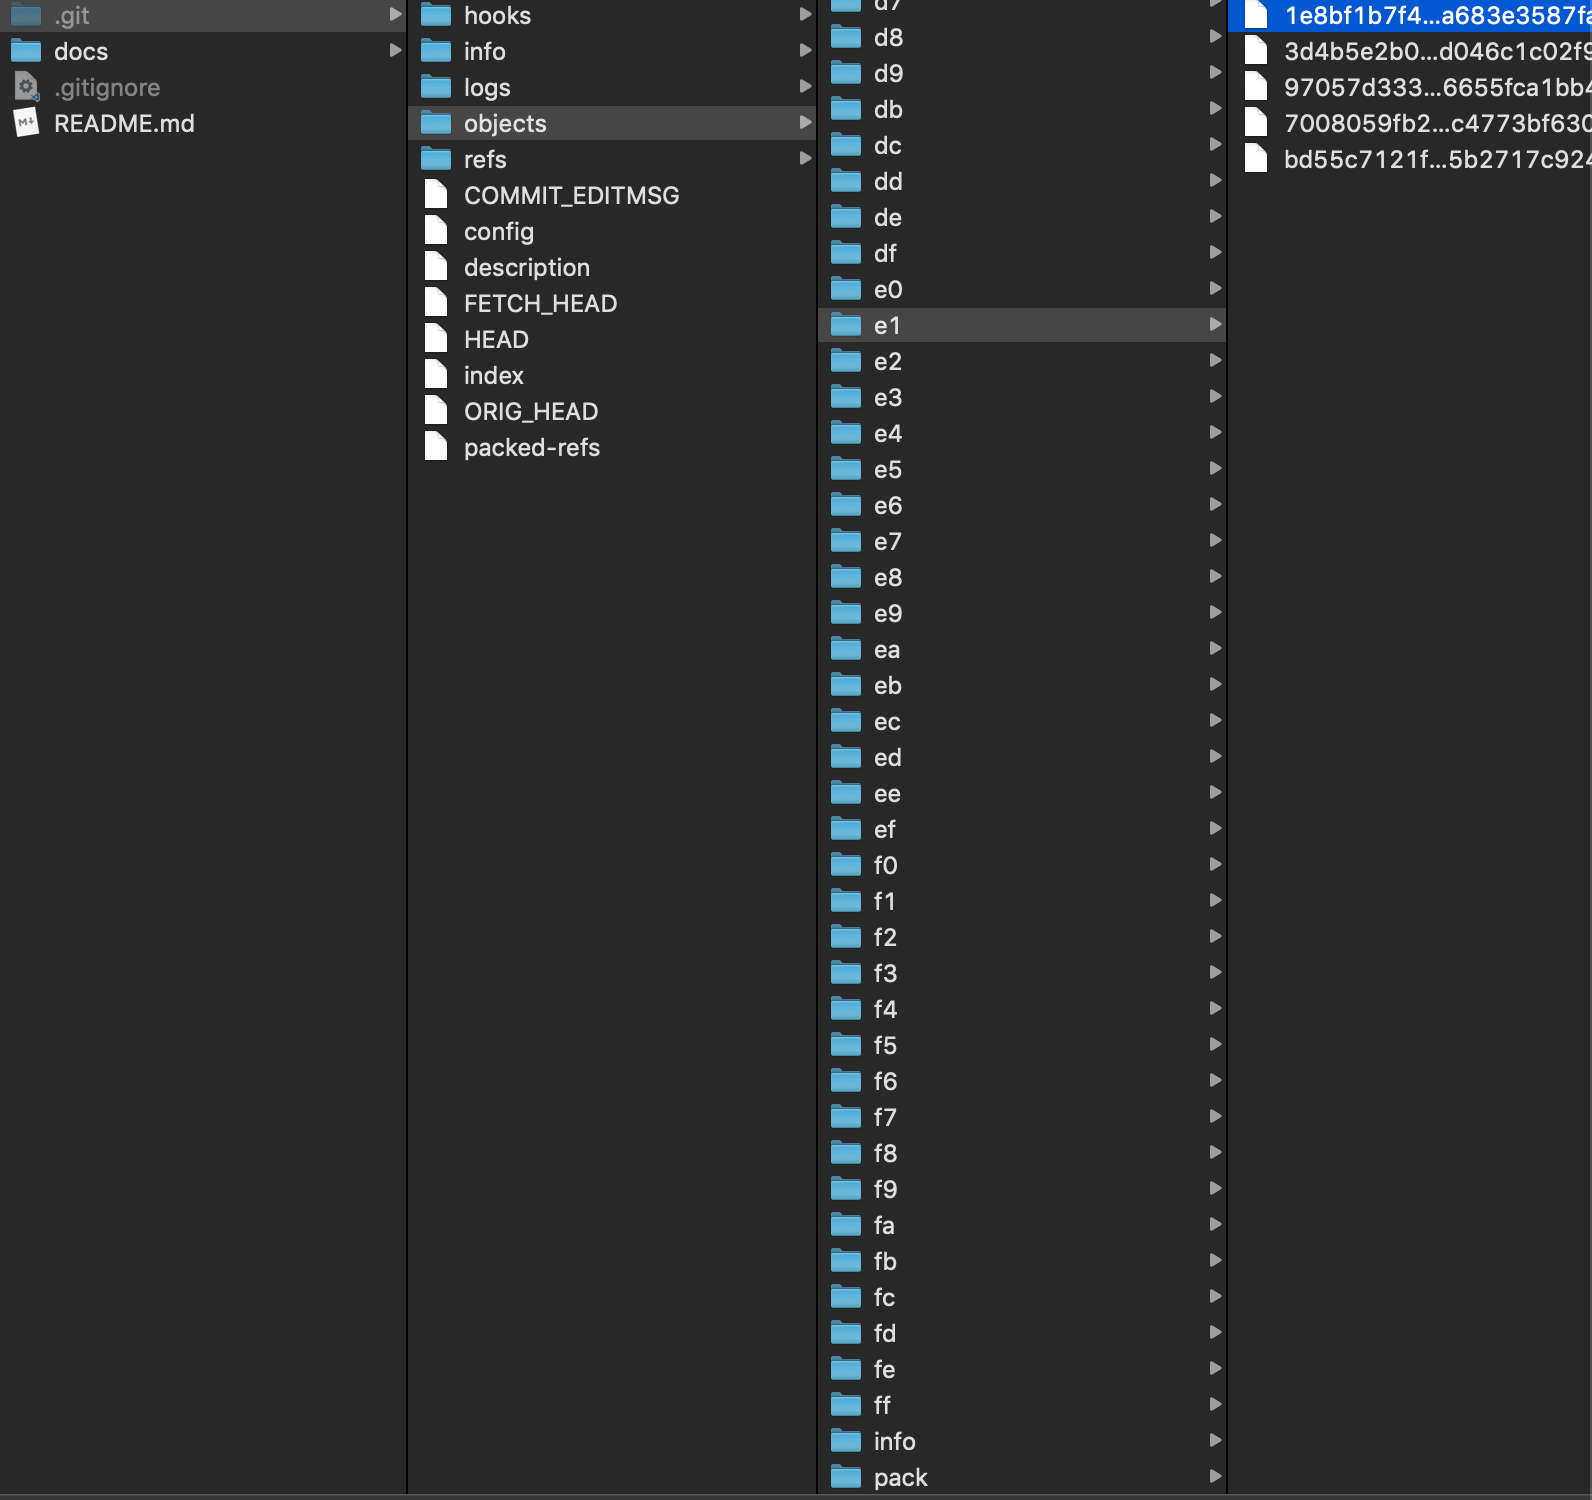 .git
docs
.gitignore
README.md
hooks
info
logs
objects
refs
COMMIT_EDITMSG
config
description
FETCH_HEAD
HEAD
index
ORIG_HEAD
packed-refs
d7
d8
d9
db
dc
dd
de
df
e0
e1
e2
e3
e4
e5
e6
e7
e8
e9
ea
eb
ec
ed
ee
ef
f0
f1
f2
f3
f4
f5
f6
f7
f8
f9
fa
fb
fc
fd
fe
ff
info
pack
1e8bf1b7f4...a683e3587fa
3d4b5e2b0...d046c1c02f9
97057d333...6655fca1bb4
7008059fb2...c4773bf630
bd55c7121f...5b2717c924